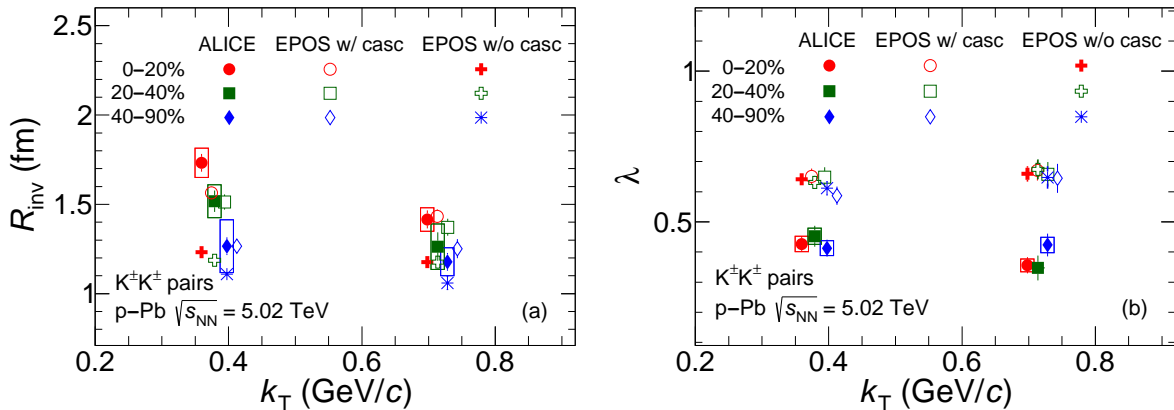 2.5
2
1.5
1
R_inv (fm)
ALICE EPOS w/ casc EPOS w/o casc
0−20%
20−40%
40−90%
K±K± pairs
p−Pb √s_NN = 5.02 TeV
(a)
0.2 0.4 0.6 0.8
k_T (GeV/c)
1
0.5
λ
ALICE EPOS w/ casc EPOS w/o casc
0−20%
20−40%
40−90%
K±K± pairs
p−Pb √s_NN = 5.02 TeV
(b)
0.2 0.4 0.6 0.8
k_T (GeV/c)